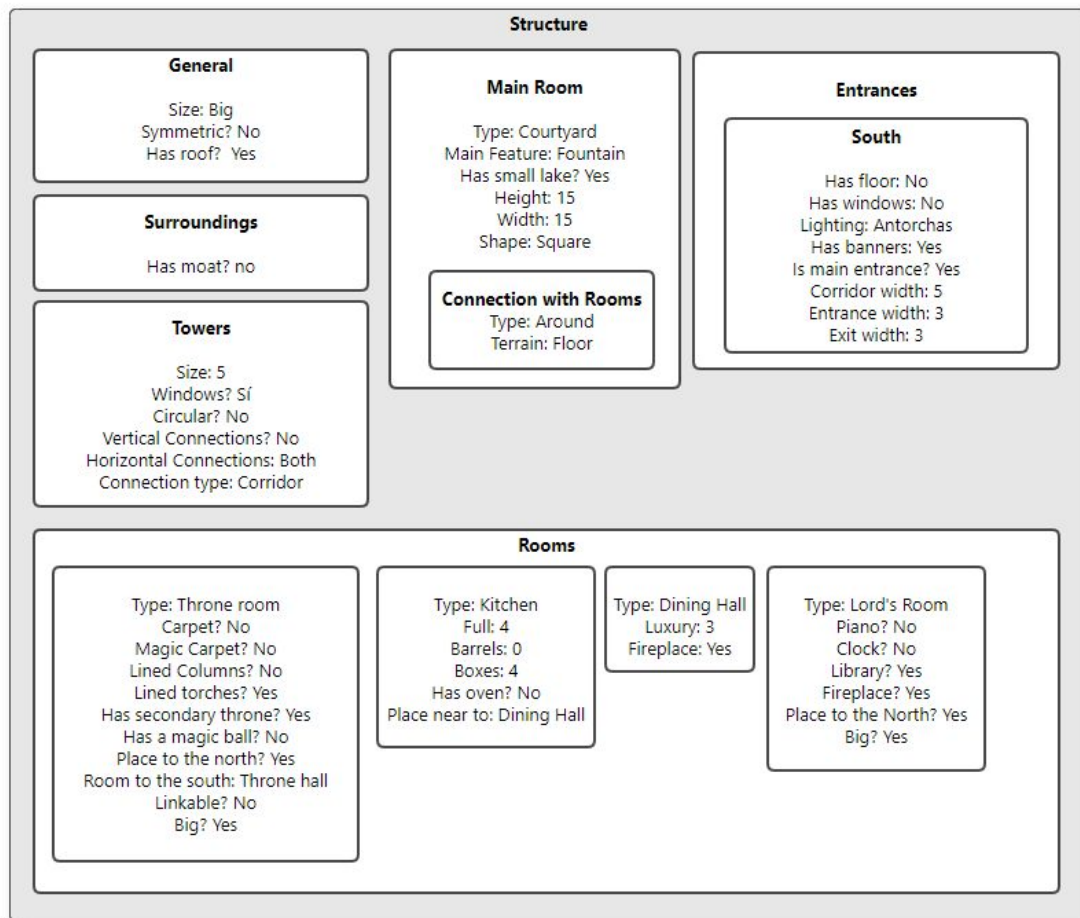 Structure
General
Size: Big
Symmetric? No
Has roof? Yes
Surroundings
Has moat? no
Towers
Size: 5
Windows? Sí
Circular? No
Vertical Connections? No
Horizontal Connections: Both
Connection type: Corridor
Main Room
Type: Courtyard
Main Feature: Fountain
Has small lake? Yes
Height: 15
Width: 15
Shape: Square
Connection with Rooms
Type: Around
Terrain: Floor
Entrances
South
Has floor: No
Has windows: No
Lighting: Antorchas
Has banners: Yes
Is main entrance? Yes
Corridor width: 5
Entrance width: 3
Exit width: 3
Rooms
Type: Throne room
Carpet? No
Magic Carpet? No
Lined Columns? No
Lined torches? Yes
Has secondary throne? Yes
Has a magic ball? No
Place to the north? Yes
Room to the south: Throne hall
Linkable? No
Big? Yes
Type: Kitchen
Full: 4
Barrels: 0
Boxes: 4
Has oven? No
Place near to: Dining Hall
Type: Dining Hall
Luxury: 3
Fireplace: Yes
Type: Lord's Room
Piano? No
Clock? No
Library? Yes
Fireplace? Yes
Place to the North? Yes
Big? Yes